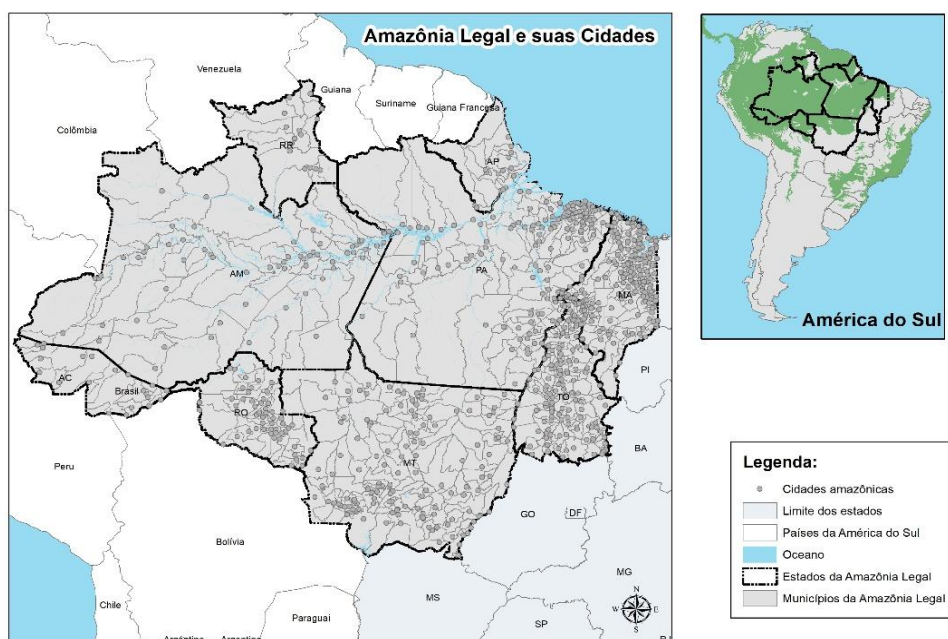 Amazônia Legal e suas Cidades
Venezuela
Guiana
Suriname
Guiana Francesa
Colômbia
RR
AP
AM
PA
MA
PI
AC
Brasil
RO
TO
BA
MT
Peru
GO
DF
Bolívia
MG
MS
Chile
Paraguai
SP
N
W
E
S
América do Sul
Legenda:
Cidades amazônicas
Limite dos estados
Países da América do Sul
Oceano
Estados da Amazônia Legal
Municípios da Amazônia Legal